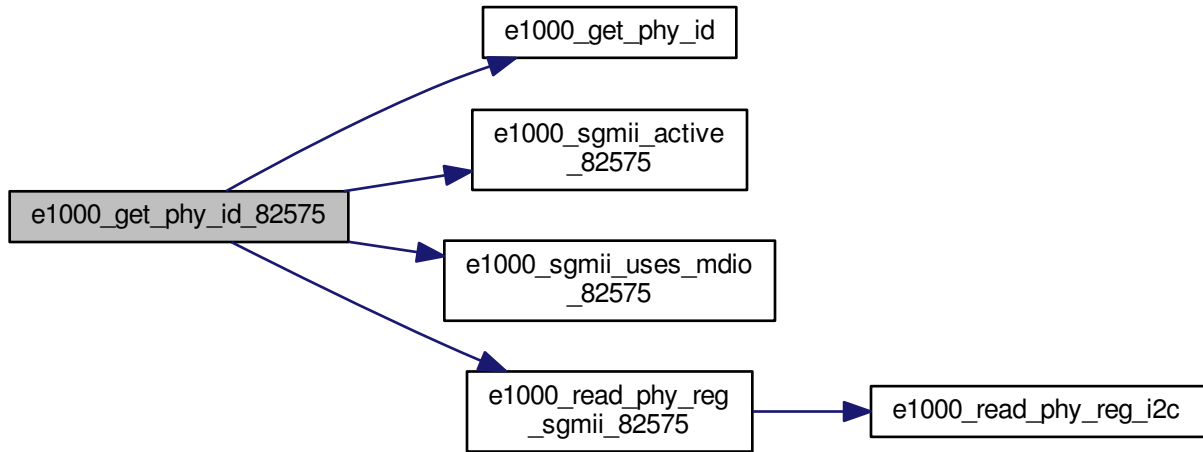 e1000_get_phy_id
e1000_sgmii_active
_82575
e1000_get_phy_id_82575
e1000_sgmii_uses_mdio
_82575
e1000_read_phy_reg
_sgmii_82575
e1000_read_phy_reg_i2c